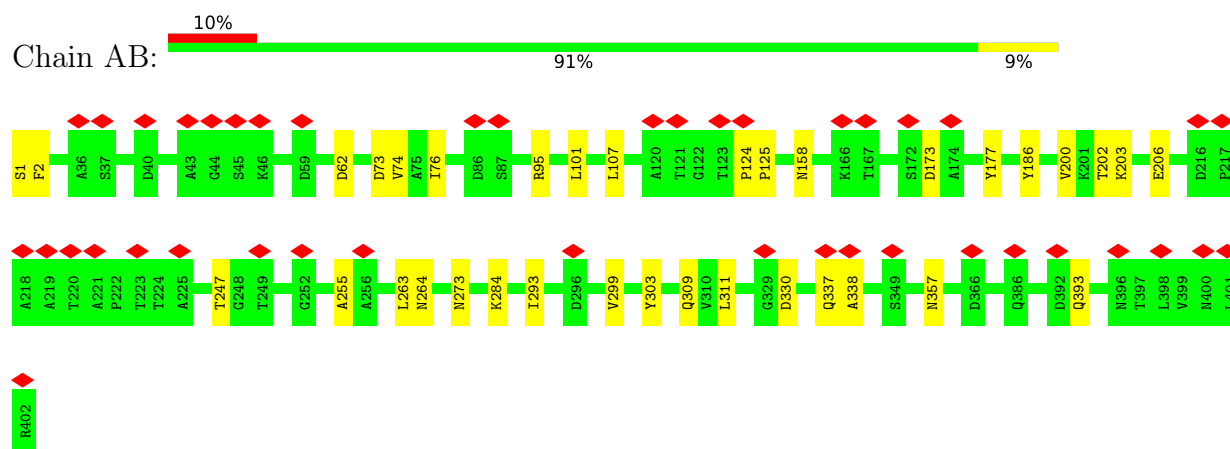 10%
Chain AB:
91% 9%
S1 F2 A36 S37 D40 A43 G44 S45 K46 D59 D62 D73 V74 A75 I76 D86 S87 R95 L101 L107 A120 T121 G122 T123 P124 P125 N158 K166 T167 S172 D173 A174 Y177 Y186 V200 K201 T202 K203 E206 D216 P217
A218 A219 T220 A221 P222 T223 T224 A225 T247 G248 T249 G252 A255 A256 L263 N264 N273 K284 I293 D296 V299 Y303 Q309 V310 L311 G329 D330 Q337 A338 S349 N357 D366 Q386 D392 Q393 N396 T397 L398 V399 N400
R402